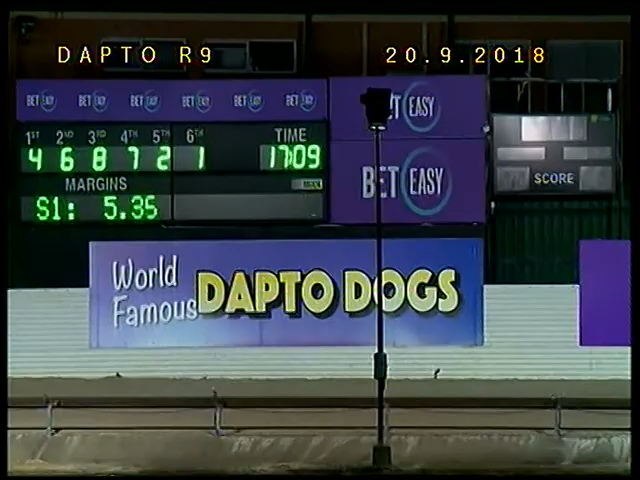 DAPTO R9 20.9.2018
BET EASY BET EASY BET EASY BET EASY BET EASY BET EASY
1ST 2ND 3RD 4TH 5TH 6TH TIME
4 6 8 7 2 1 17:09
MARGINS
S1: 5.35
EASY
BET EASY
SCORE
World Famous DAPTO DOGS